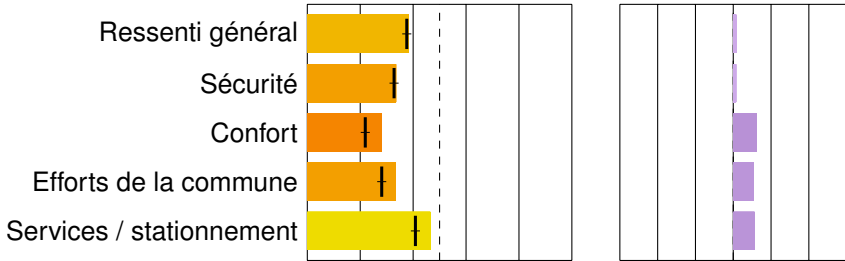 Ressenti général
Sécurité
Confort
Efforts de la commune
Services / stationnement